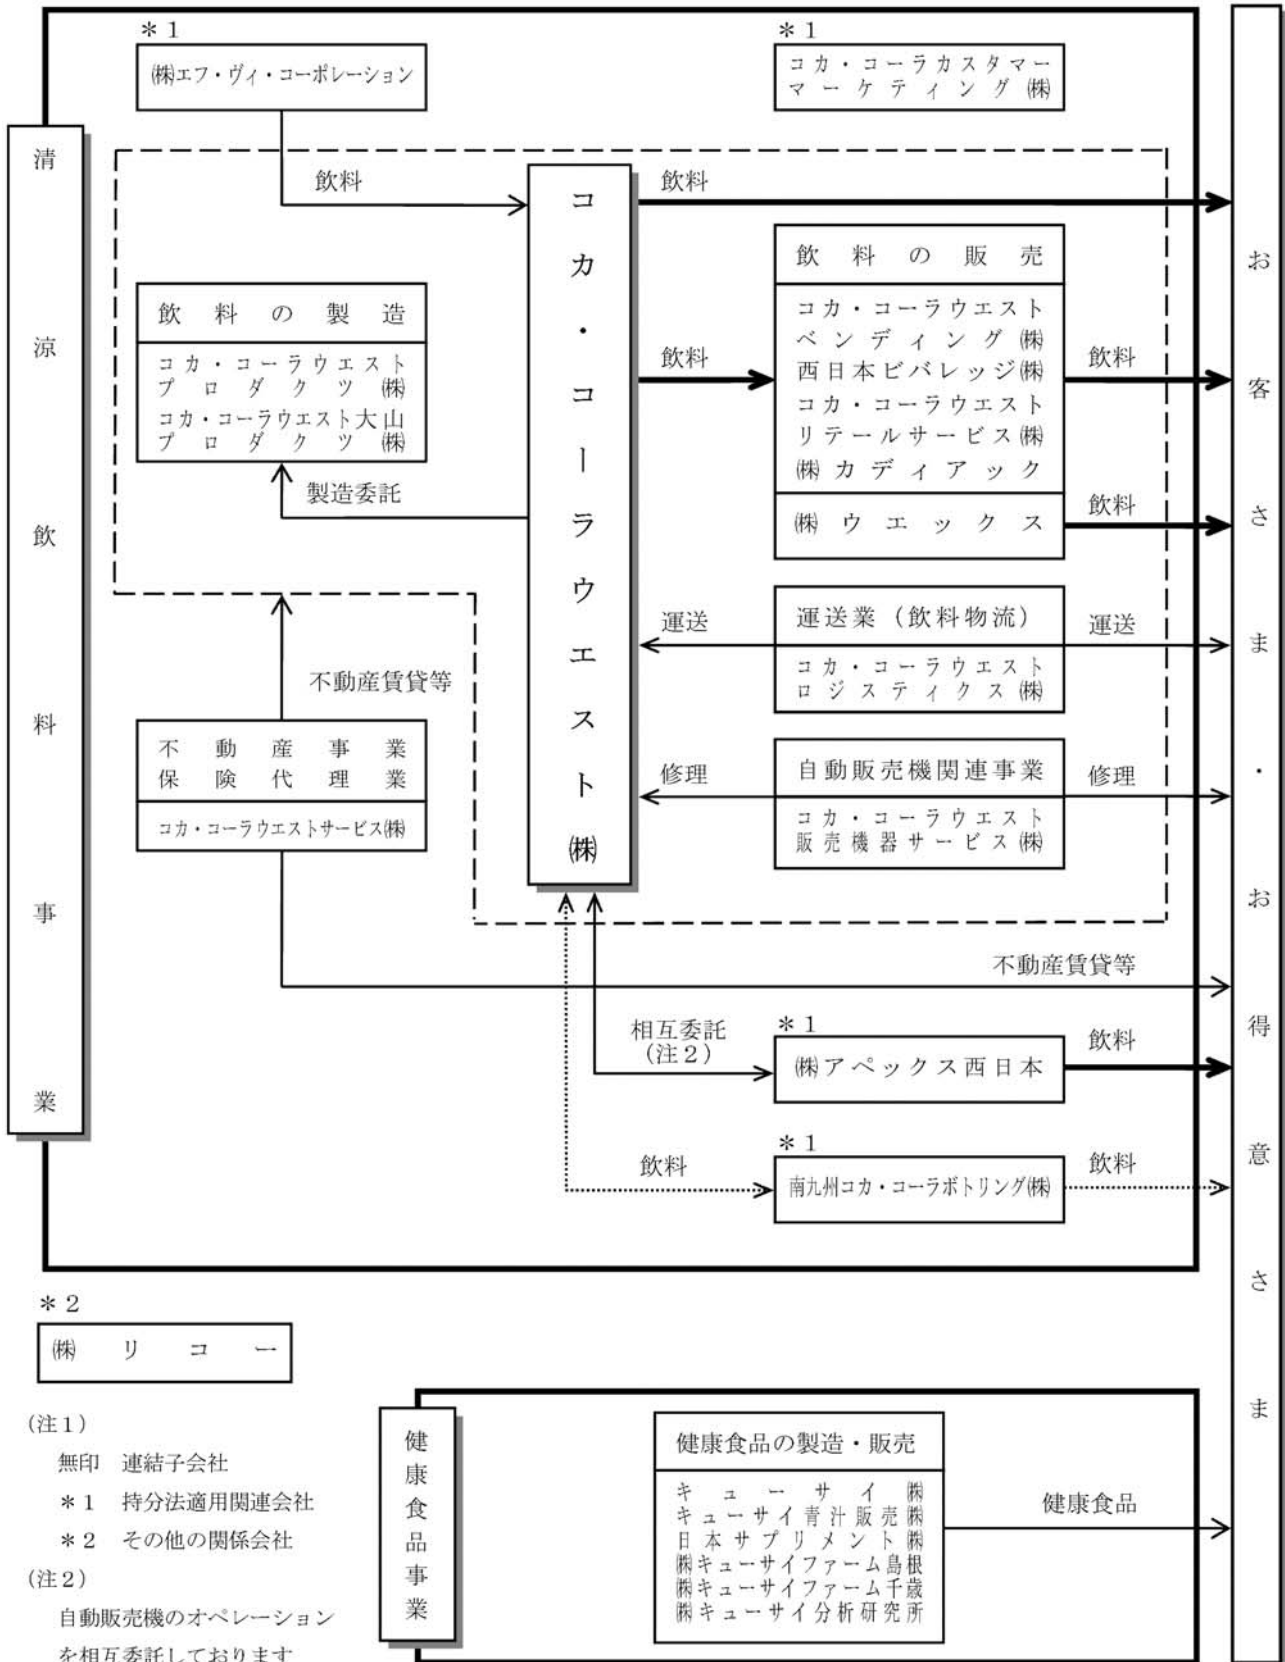 清涼飲料事業
＊1
㈱エフ・ヴィ・コーポレーション
＊1
コカ・コーラカスタマー
マーケティング㈱
飲料
コカ・コーラウエスト㈱
飲料
飲料の製造
コカ・コーラウエスト
プロダクツ㈱
コカ・コーラウエスト大山
プロダクツ㈱
製造委託
飲料
飲料の販売
コカ・コーラウエスト
ベンディング㈱
西日本ビバレッジ㈱
コカ・コーラウエスト
リテールサービス㈱
㈱カディアック
飲料
㈱ウエックス
飲料
運送
運送業（飲料物流）
コカ・コーラウエスト
ロジスティクス㈱
運送
不動産賃貸等
不動産事業
保険代理業
コカ・コーラウエストサービス㈱
修理
自動販売機関連事業
コカ・コーラウエスト
販売機器サービス㈱
修理
不動産賃貸等
相互委託
（注２）
＊1
㈱アペックス西日本
飲料
飲料
＊1
南九州コカ・コーラボトリング㈱
飲料
お客さま・お得意さま
＊2
㈱リコー
（注１）
無印　連結子会社
＊1　持分法適用関連会社
＊2　その他の関係会社
（注２）
自動販売機のオペレーション
を相互委託しております
健康食品事業
健康食品の製造・販売
キューサイ㈱
キューサイ青汁販売㈱
日本サプリメント㈱
㈱キューサイファーム島根
㈱キューサイファーム千歳
㈱キューサイ分析研究所
健康食品